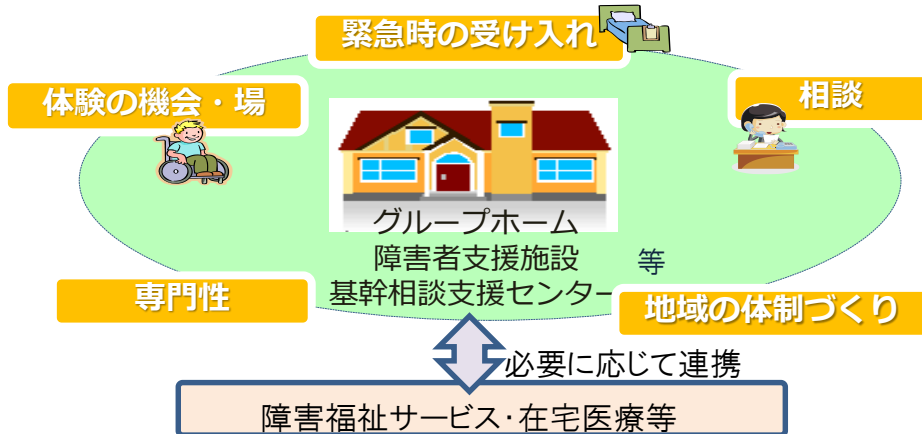 緊急時の受け入れ
体験の機会・場
相談
グループホーム
障害者支援施設 等
基幹相談支援センター
専門性
地域の体制づくり
必要に応じて連携
障害福祉サービス・在宅医療等